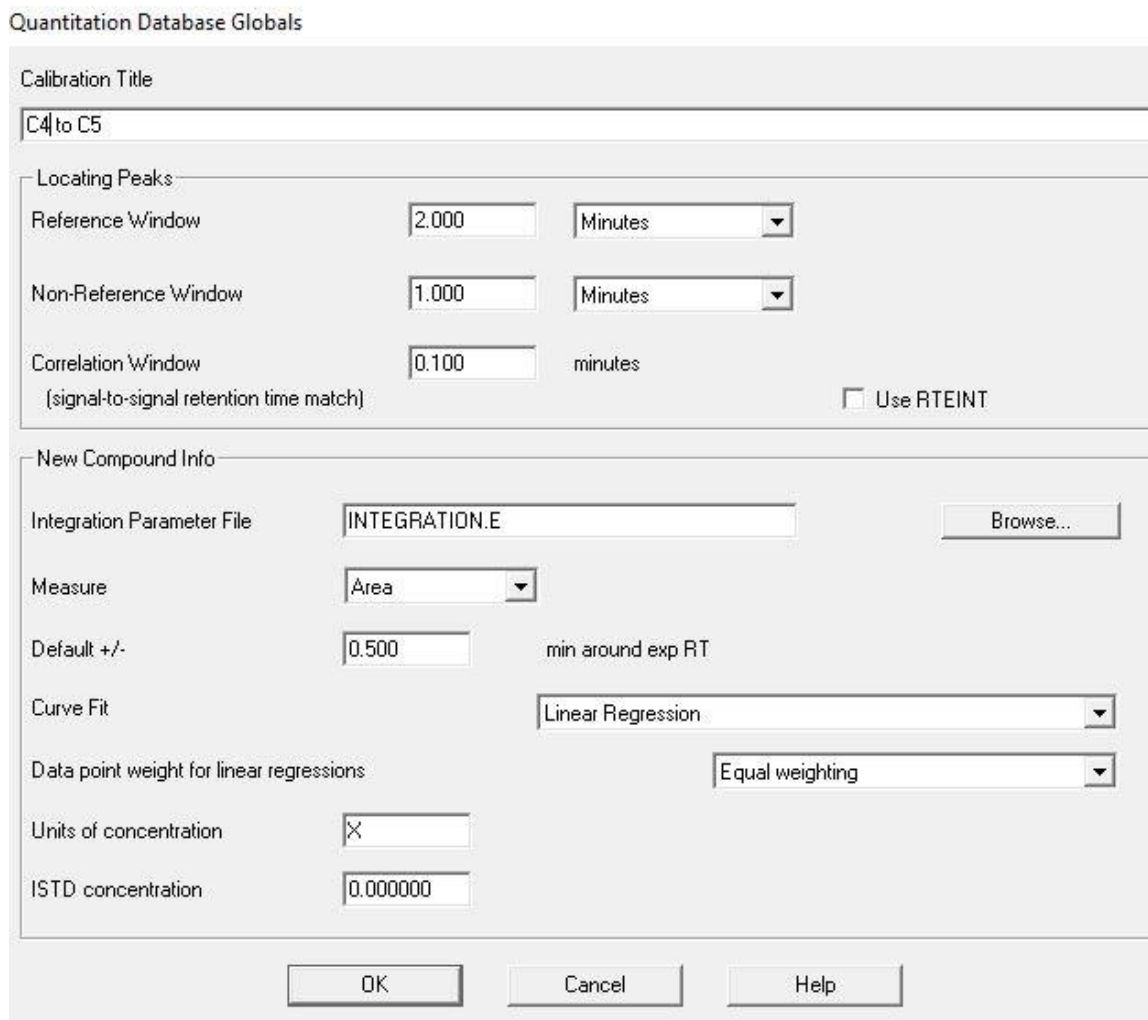 Quantitation Database Globals
Calibration Title
C4 to C5
Locating Peaks
Reference Window 2.000 Minutes
Non-Reference Window 1.000 Minutes
Correlation Window 0.100 minutes
(signal-to-signal retention time match) Use RTEINT
New Compound Info
Integration Parameter File INTEGRATION.E Browse...
Measure Area
Default +/- 0.500 min around exp RT
Curve Fit Linear Regression
Data point weight for linear regressions Equal weighting
Units of concentration X
ISTD concentration 0.000000
OK Cancel Help